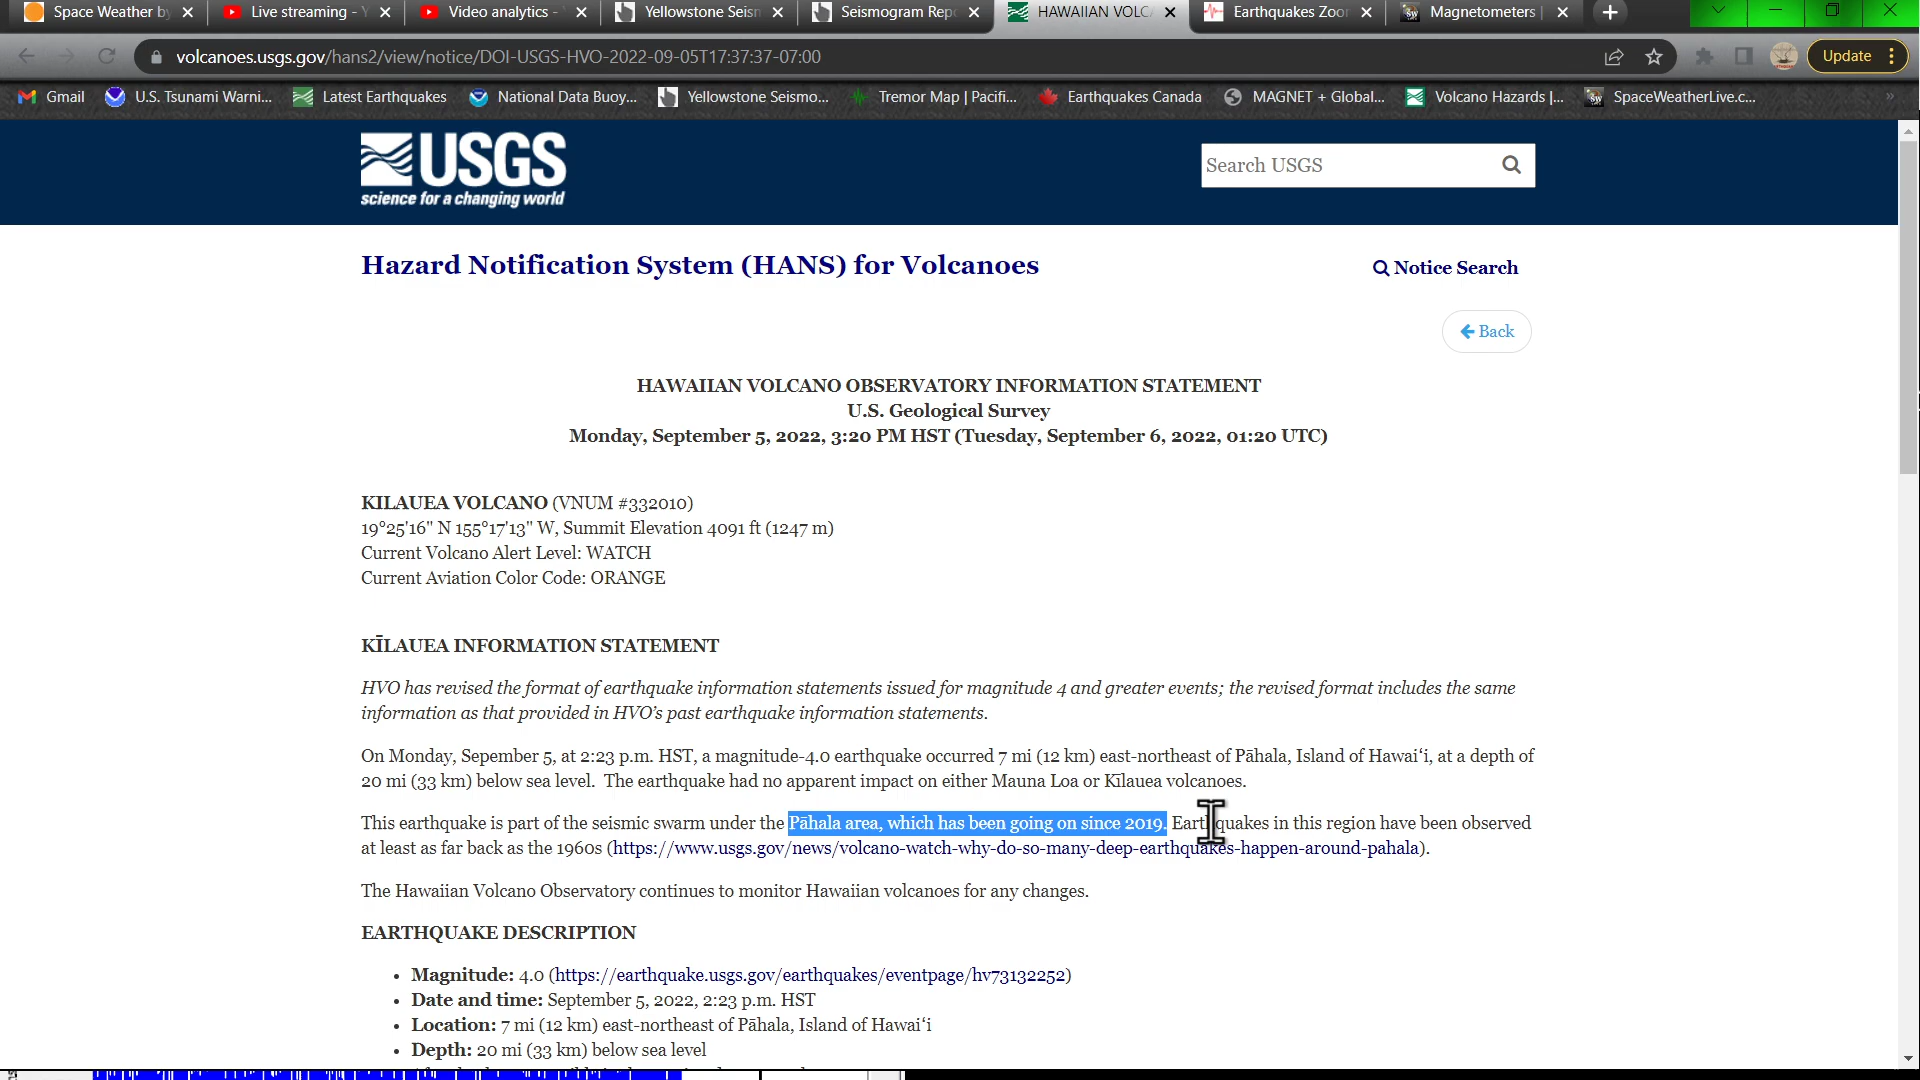 Space Weather by
Live streaming - Y
Video analytics -
Yellowstone Seism
Seismogram Repo
HAWAIIAN VOLC
Earthquakes Zoo
Magnetometers |
volcanoes.usgs.gov/hans2/view/notice/DOI-USGS-HVO-2022-09-05T17:37:37-07:00
Update
Gmail
U.S. Tsunami Warni...
Latest Earthquakes
National Data Buoy...
Yellowstone Seismo...
Tremor Map | Pacifi...
Earthquakes Canada
MAGNET + Global...
Volcano Hazards |...
SpaceWeatherLive.c...
USGS
science for a changing world
Search USGS
Hazard Notification System (HANS) for Volcanoes
Notice Search
Back
HAWAIIAN VOLCANO OBSERVATORY INFORMATION STATEMENT
U.S. Geological Survey
Monday, September 5, 2022, 3:20 PM HST (Tuesday, September 6, 2022, 01:20 UTC)
KILAUEA VOLCANO (VNUM #332010)
19°25'16" N 155°17'13" W, Summit Elevation 4091 ft (1247 m)
Current Volcano Alert Level: WATCH
Current Aviation Color Code: ORANGE
KĪLAUEA INFORMATION STATEMENT
HVO has revised the format of earthquake information statements issued for magnitude 4 and greater events; the revised format includes the same
information as that provided in HVO’s past earthquake information statements.
On Monday, Sepember 5, at 2:23 p.m. HST, a magnitude-4.0 earthquake occurred 7 mi (12 km) east-northeast of Pāhala, Island of Hawaiʻi, at a depth of
20 mi (33 km) below sea level.  The earthquake had no apparent impact on either Mauna Loa or Kīlauea volcanoes.
This earthquake is part of the seismic swarm under the Pāhala area, which has been going on since 2019. Earthquakes in this region have been observed
at least as far back as the 1960s (https://www.usgs.gov/news/volcano-watch-why-do-so-many-deep-earthquakes-happen-around-pahala).
The Hawaiian Volcano Observatory continues to monitor Hawaiian volcanoes for any changes.
EARTHQUAKE DESCRIPTION
• Magnitude: 4.0 (https://earthquake.usgs.gov/earthquakes/eventpage/hv73132252)
• Date and time: September 5, 2022, 2:23 p.m. HST
• Location: 7 mi (12 km) east-northeast of Pāhala, Island of Hawaiʻi
• Depth: 20 mi (33 km) below sea level